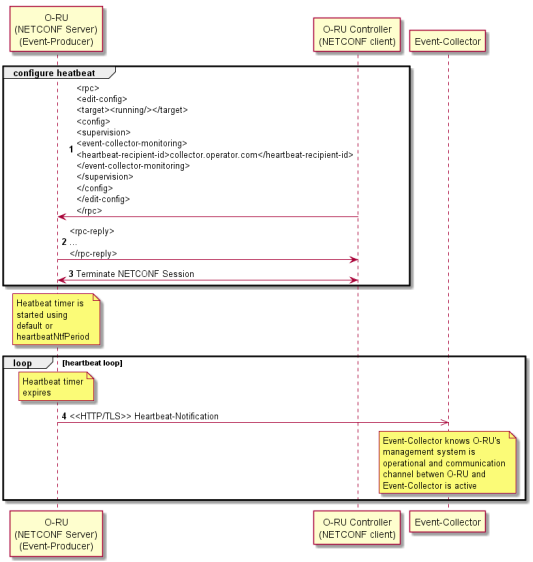 O-RU
(NETCONF Server)
(Event-Producer)
O-RU Controller
(NETCONF client)
Event-Collector
configure heatbeat
<rpc>
<edit-config>
<target><running/></target>
<config>
<supervision>
<event-collector-monitoring>
1 <heartbeat-recipient-id>collector.operator.com</heartbeat-recipient-id>
</event-collector-monitoring>
</supervision>
</config>
</edit-config>
</rpc>
<rpc-reply>
2 ...
</rpc-reply>
3 Terminate NETCONF Session
Heatbeat timer is
started using
default or
heartbeatNtfPeriod
loop [heartbeat loop]
Heartbeat timer
expires
4 <<HTTP/TLS>> Heartbeat-Notification
Event-Collector knows O-RU's
management system is
operational and communication
channel betwen O-RU and
Event-Collector is active
O-RU
(NETCONF Server)
(Event-Producer)
O-RU Controller
(NETCONF client)
Event-Collector